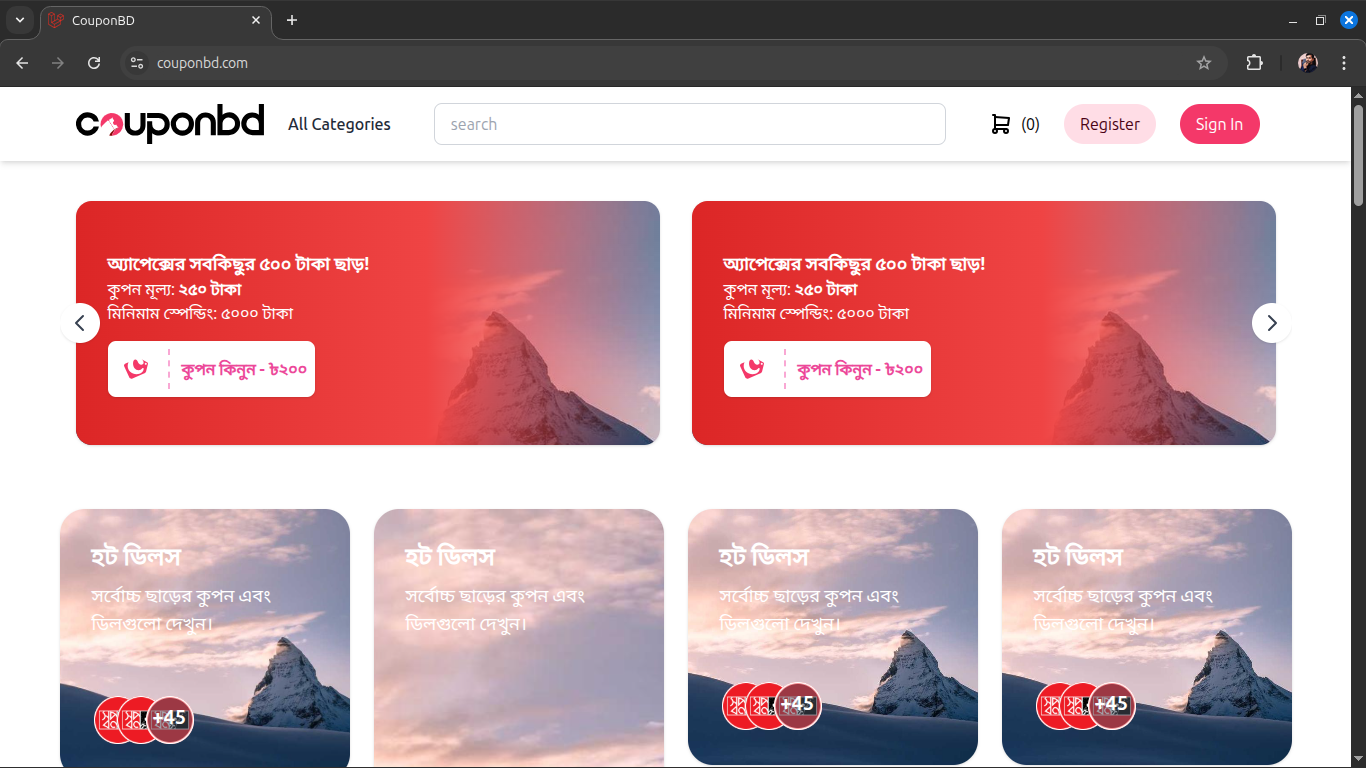 CouponBD
couponbd.com
couponbd
All Categories
search
(0)
Register
Sign In
অ্যাপেক্সের সবকিছুর ৫০০ টাকা ছাড়!
কুপন মূল্য: ২৫০ টাকা
মিনিমাম স্পেন্ডিং: ৫০০০ টাকা
কুপন কিনুন - ৳২০০
অ্যাপেক্সের সবকিছুর ৫০০ টাকা ছাড়!
কুপন মূল্য: ২৫০ টাকা
মিনিমাম স্পেন্ডিং: ৫০০০ টাকা
কুপন কিনুন - ৳২০০
হট ডিলস
সর্বোচ্চ ছাড়ের কুপন এবং
ডিলগুলো দেখুন।
+45
হট ডিলস
সর্বোচ্চ ছাড়ের কুপন এবং
ডিলগুলো দেখুন।
হট ডিলস
সর্বোচ্চ ছাড়ের কুপন এবং
ডিলগুলো দেখুন।
+45
হট ডিলস
সর্বোচ্চ ছাড়ের কুপন এবং
ডিলগুলো দেখুন।
+45